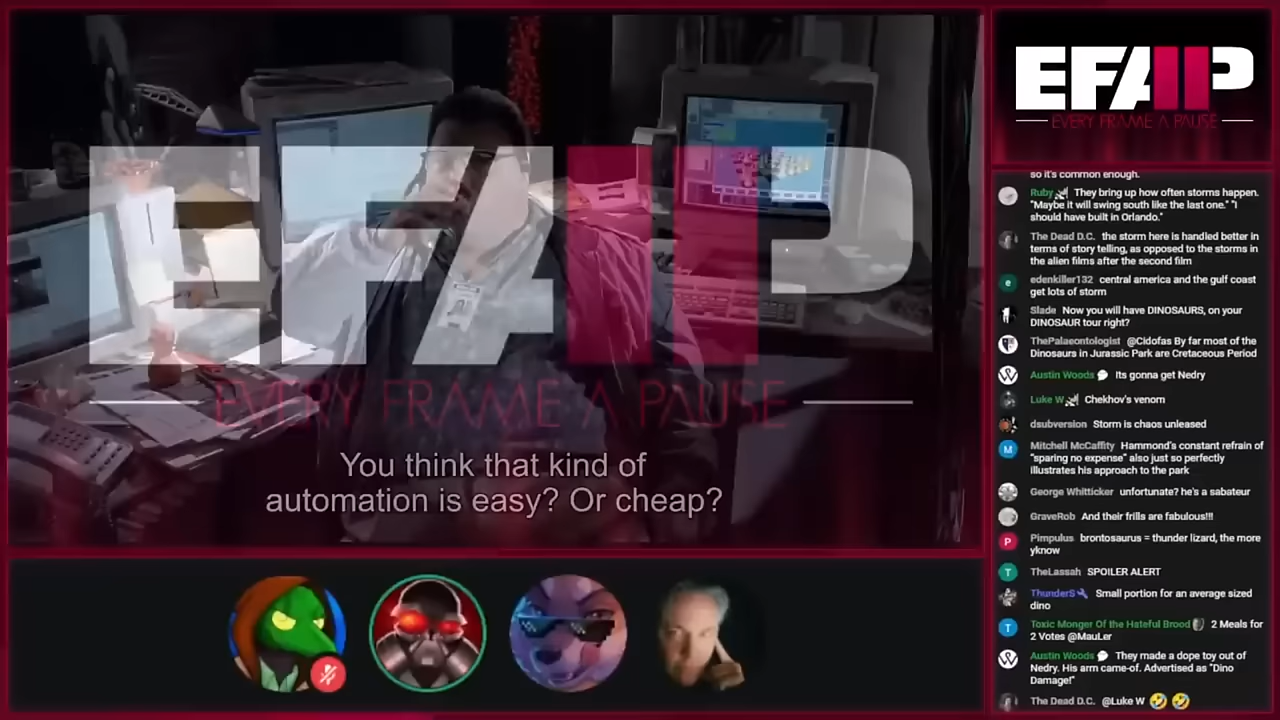 EFAP
EVERY FRAME A PAUSE
You think that kind of
automation is easy? Or cheap?
EFAP
EVERY FRAME A PAUSE
so it's common enough.
Ruby They bring up how often storms happen.
"Maybe it will swing south like the last one." "I
should have built in Orlando."
The Dead D.C. the storm here is handled better in
terms of story telling, as opposed to the storms in
the alien films after the second film
edenkiller132 central america and the gulf coast
get lots of storm
Slade Now you will have DINOSAURS, on your
DINOSAUR tour right?
ThePalaeontologist @Cidofas By far most of the
Dinosaurs in Jurassic Park are Cretaceous Period
Austin Woods Its gonna get Nedry
Luke W Chekhov's venom
dsubversion Storm is chaos unleased
Mitchell McCaffity Hammond's constant refrain of
"sparing no expense" also just so perfectly
illustrates his approach to the park
George Whitticker unfortunate? he's a sabateur
GraveRob And their frills are fabulous!!!
Pimpulus brontosaurus = thunder lizard, the more
yknow
TheLassah SPOILER ALERT
ThunderS Small portion for an average sized
dino
Toxic Monger Of the Hateful Brood 2 Meals for
2 Votes @MauLer
Austin Woods They made a dope toy out of
Nedry. His arm came-of. Advertised as "Dino
Damage!"
The Dead D.C. @Luke W 🤣 🤣